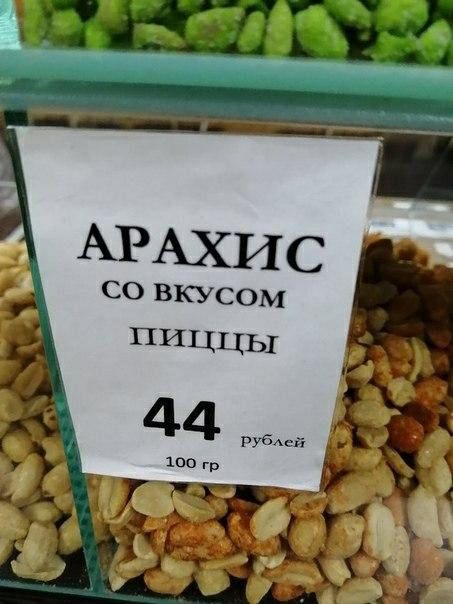 АРАХИС
СО ВКУСОМ
ПИЦЦЫ
44 рублей
100 гр